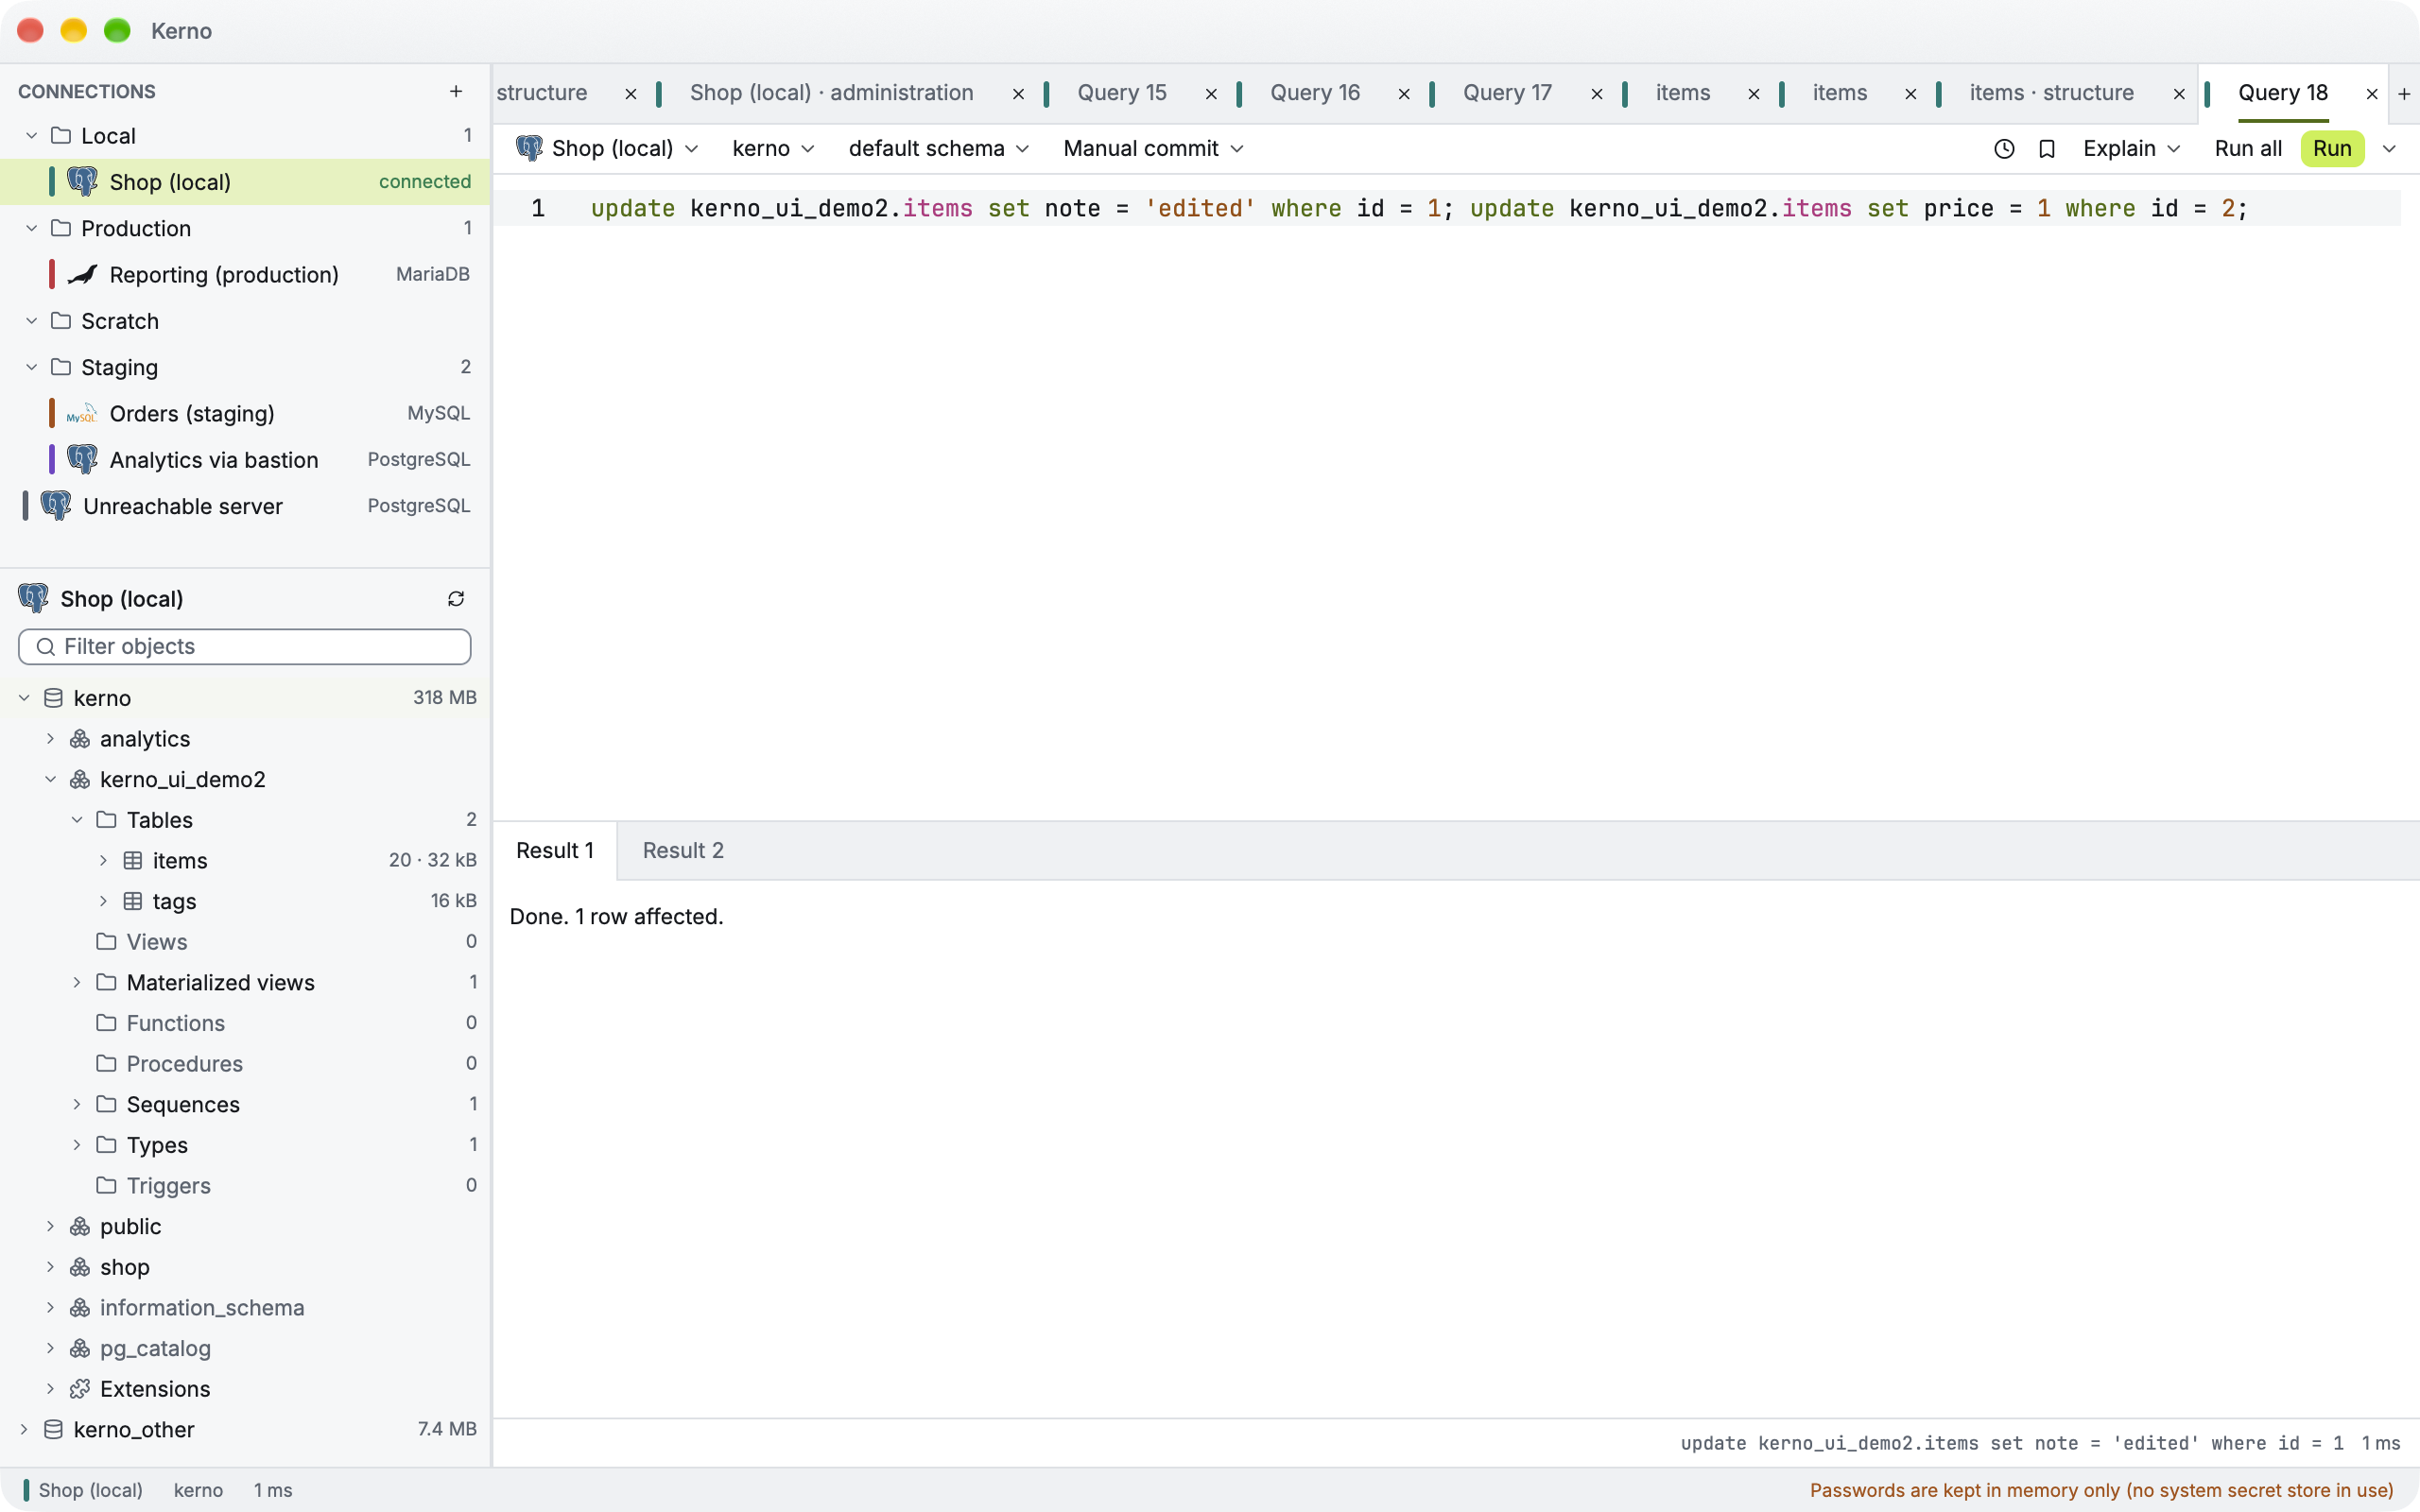 Kerno
CONNECTIONS
Local 1
Shop (local) connected
Production 1
Reporting (production) MariaDB
Scratch
Staging 2
MySQL Orders (staging) MySQL
Analytics via bastion PostgreSQL
Unreachable server PostgreSQL
Shop (local)
Filter objects
kerno 318 MB
analytics
kerno_ui_demo2
Tables 2
items 20 · 32 kB
tags 16 kB
Views 0
Materialized views 1
Functions 0
Procedures 0
Sequences 1
Types 1
Triggers 0
public
shop
information_schema
pg_catalog
Extensions
kerno_other 7.4 MB
structure Shop (local) · administration Query 15 Query 16 Query 17 items items items · structure Query 18
Shop (local) kerno default schema Manual commit Explain Run all Run
1 update kerno_ui_demo2.items set note = 'edited' where id = 1; update kerno_ui_demo2.items set price = 1 where id = 2;
Result 1 Result 2
Done. 1 row affected.
update kerno_ui_demo2.items set note = 'edited' where id = 1 1 ms
Shop (local) kerno 1 ms Passwords are kept in memory only (no system secret store in use)